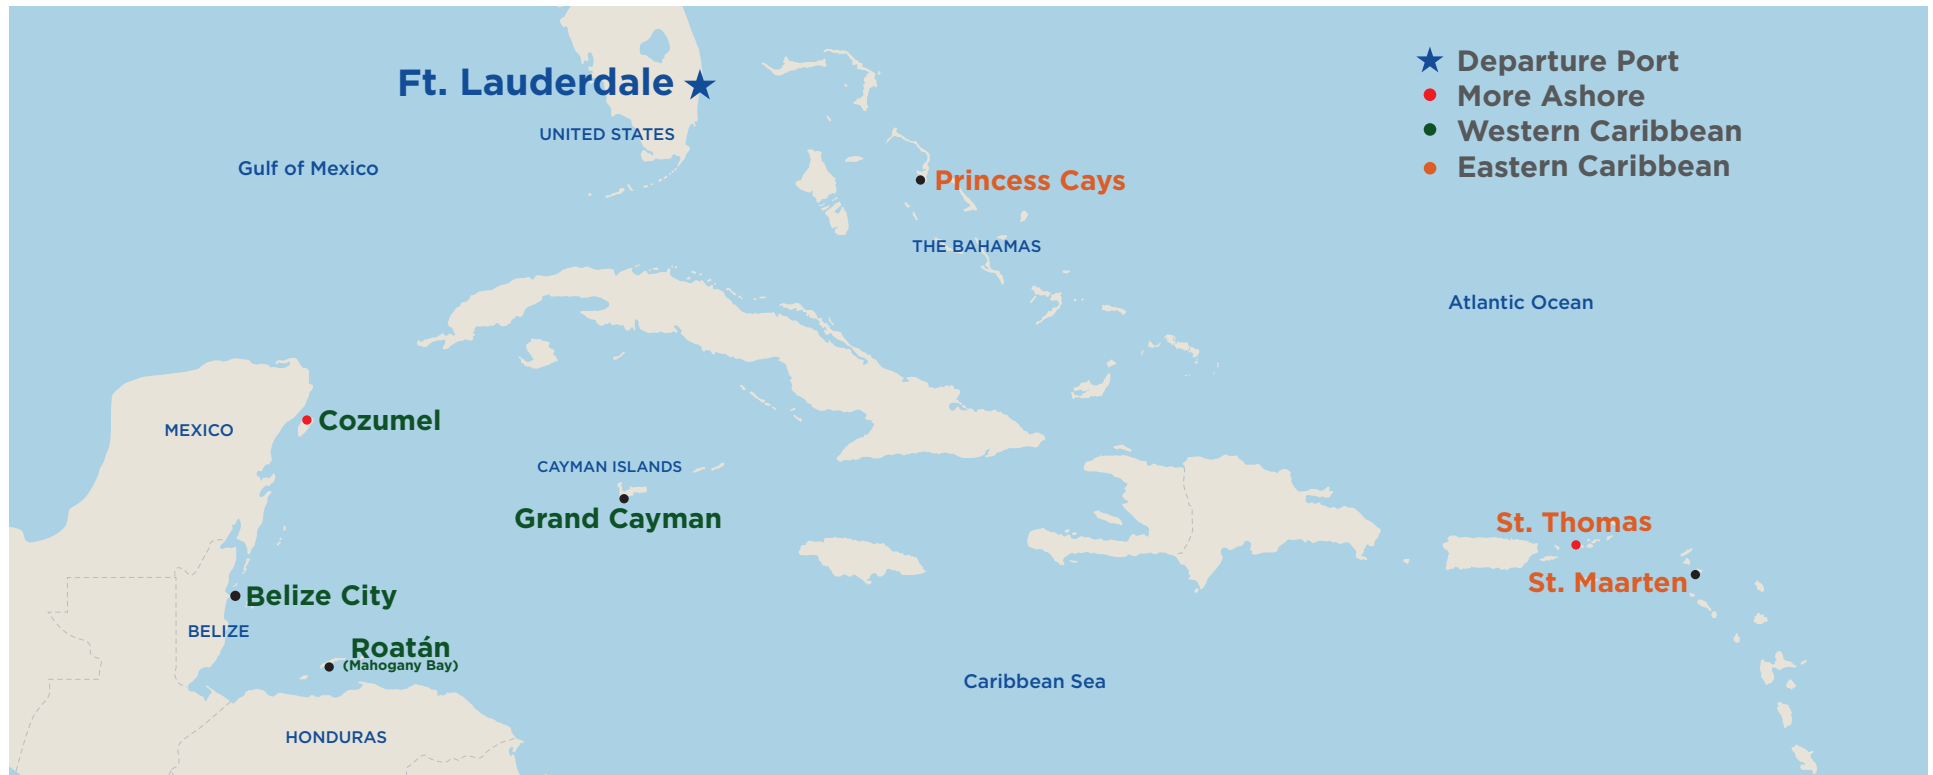 Ft. Lauderdale
UNITED STATES
Gulf of Mexico
Departure Port
More Ashore
Western Caribbean
Eastern Caribbean
Princess Cays
THE BAHAMAS
Atlantic Ocean
MEXICO
Cozumel
CAYMAN ISLANDS
Grand Cayman
St. Thomas
St. Maarten
Belize City
BELIZE
Roatán
(Mahogany Bay)
Caribbean Sea
HONDURAS